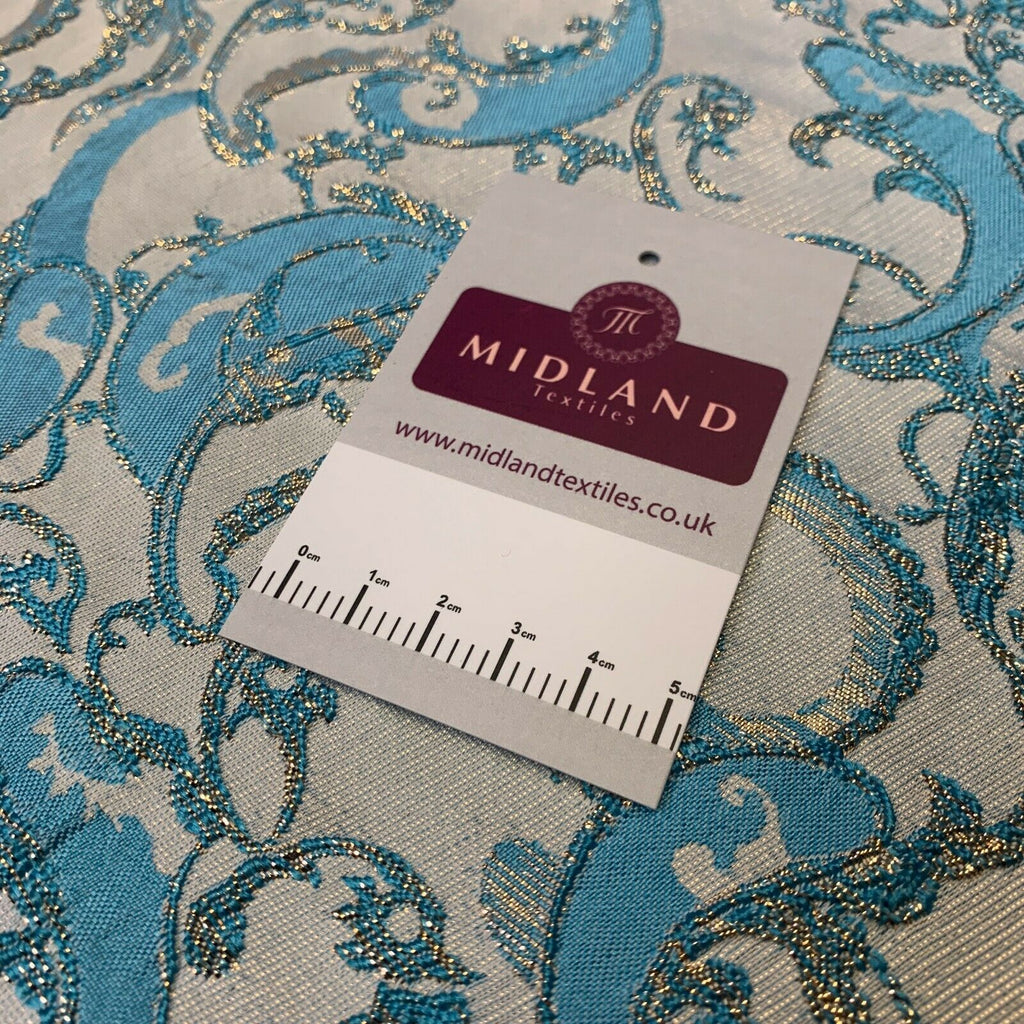 M
MIDLAND
Textiles
www.midlandtextiles.co.uk
0cm 1cm 2cm 3cm 4cm 5cm